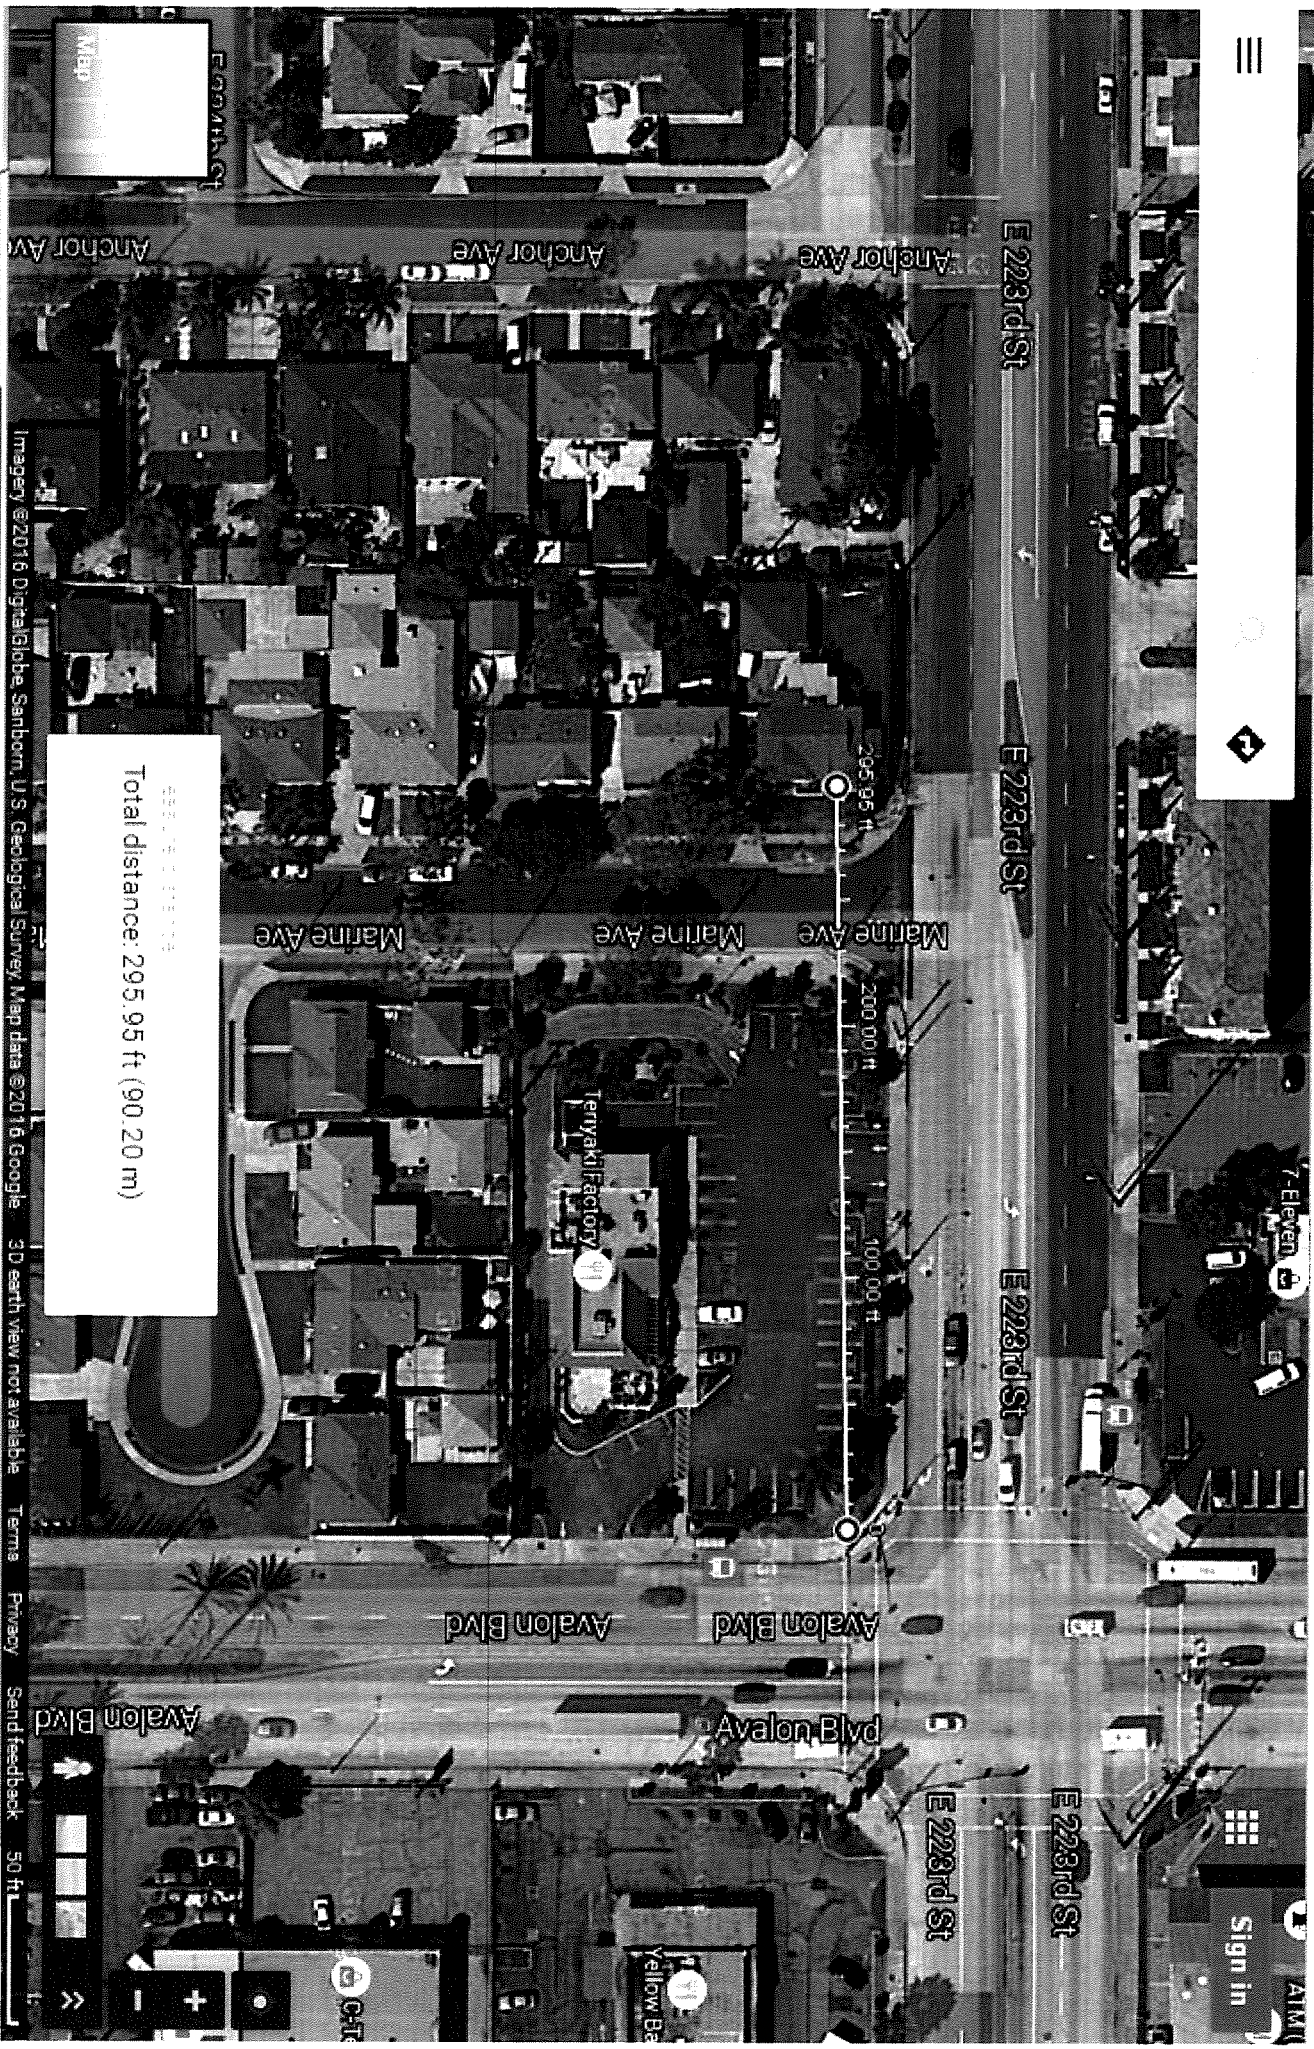 Sign in
ATM
7-Eleven
E 223rd St
E 223rd St
E 223rd St
E 223rd St
E 223rd St
Anchor Ave
Anchor Ave
Anchor Ave
Marine Ave
Marine Ave
Marine Ave
Avalon Blvd
Avalon Blvd
Avalon Blvd
Avalon Blvd
295.95 ft
200.00 ft
100.00 ft
Teriyaki Factory
Yellow Ba
C-Te
Map
Total distance: 295.95 ft (90.20 m)
Imagery ©2016 DigitalGlobe, Sanborn, U.S. Geological Survey, Map data ©2016 Google 3D earth view not available Terms Privacy Send feedback 50 ft